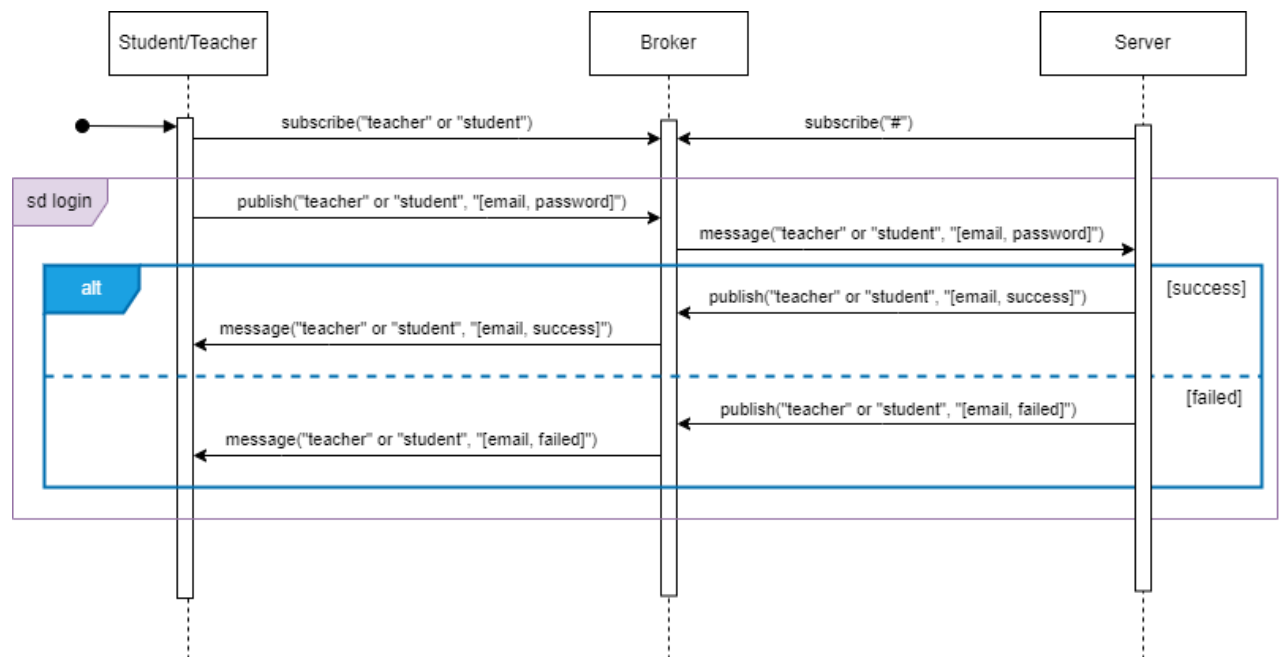 Student/Teacher
Broker
Server
subscribe("teacher" or "student")
subscribe("#")
sd login
publish("teacher" or "student", "[email, password]")
message("teacher" or "student", "[email, password]")
alt
[success]
publish("teacher" or "student", "[email, success]")
message("teacher" or "student", "[email, success]")
[failed]
publish("teacher" or "student", "[email, failed]")
message("teacher" or "student", "[email, failed]")